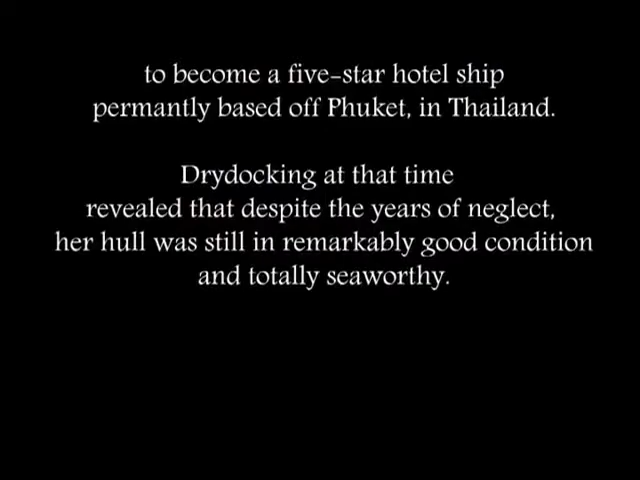 to become a five-star hotel ship
permantly based off Phuket, in Thailand.
Drydocking at that time
revealed that despite the years of neglect,
her hull was still in remarkably good condition
and totally seaworthy.